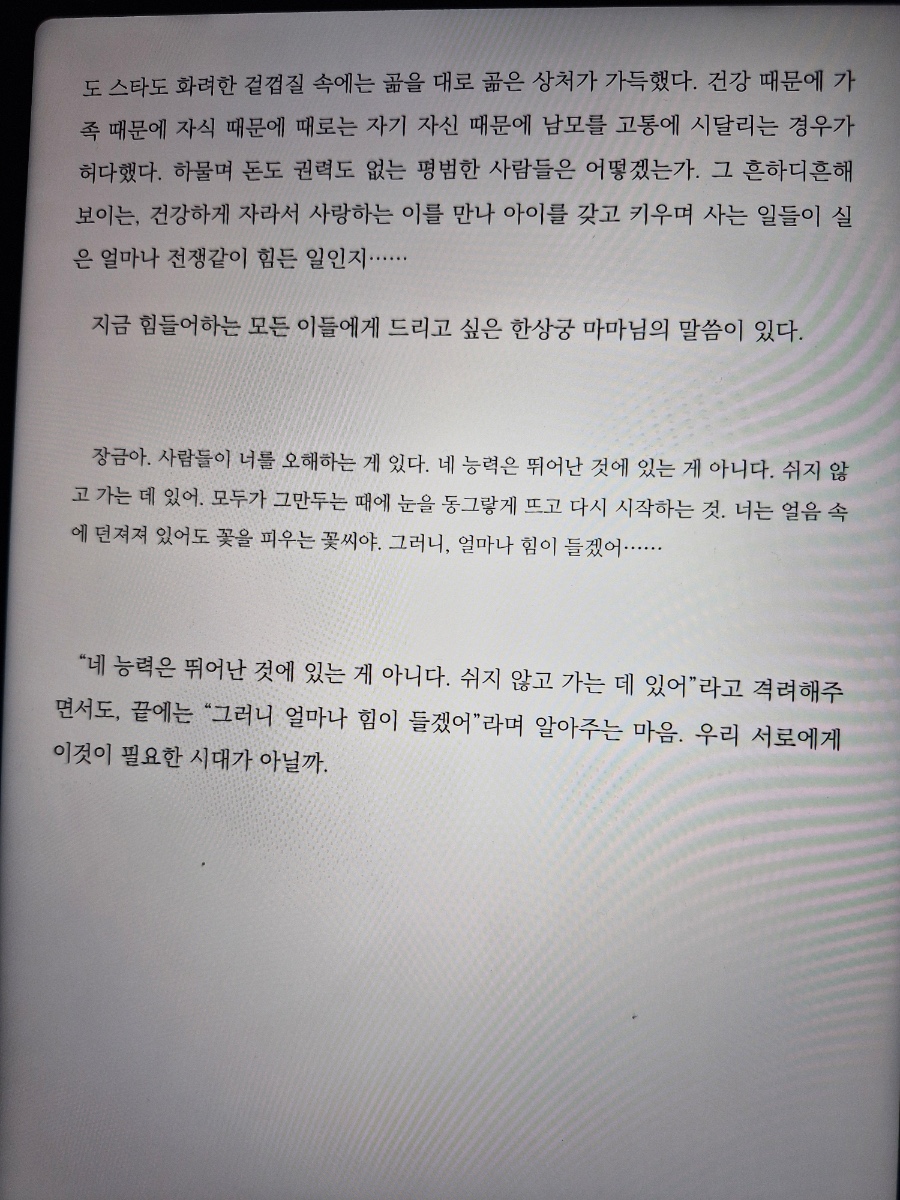 도 스타도 화려한 겉껍질 속에는 곪을 대로 곪은 상처가 가득했다. 건강 때문에 가
족 때문에 자식 때문에 때로는 자기 자신 때문에 남모를 고통에 시달리는 경우가
허다했다. 하물며 돈도 권력도 없는 평범한 사람들은 어떻겠는가. 그 흔하디흔해
보이는, 건강하게 자라서 사랑하는 이를 만나 아이를 갖고 키우며 사는 일들이 실
은 얼마나 전쟁같이 힘든 일인지……
지금 힘들어하는 모든 이들에게 드리고 싶은 한상궁 마마님의 말씀이 있다.
장금아. 사람들이 너를 오해하는 게 있다. 네 능력은 뛰어난 것에 있는 게 아니다. 쉬지 않
고 가는 데 있어. 모두가 그만두는 때에 눈을 동그랗게 뜨고 다시 시작하는 것. 너는 얼음 속
에 던져져 있어도 꽃을 피우는 꽃씨야. 그러니, 얼마나 힘이 들겠어……
“네 능력은 뛰어난 것에 있는 게 아니다. 쉬지 않고 가는 데 있어”라고 격려해주
면서도, 끝에는 “그러니 얼마나 힘이 들겠어”라며 알아주는 마음. 우리 서로에게
이것이 필요한 시대가 아닐까.